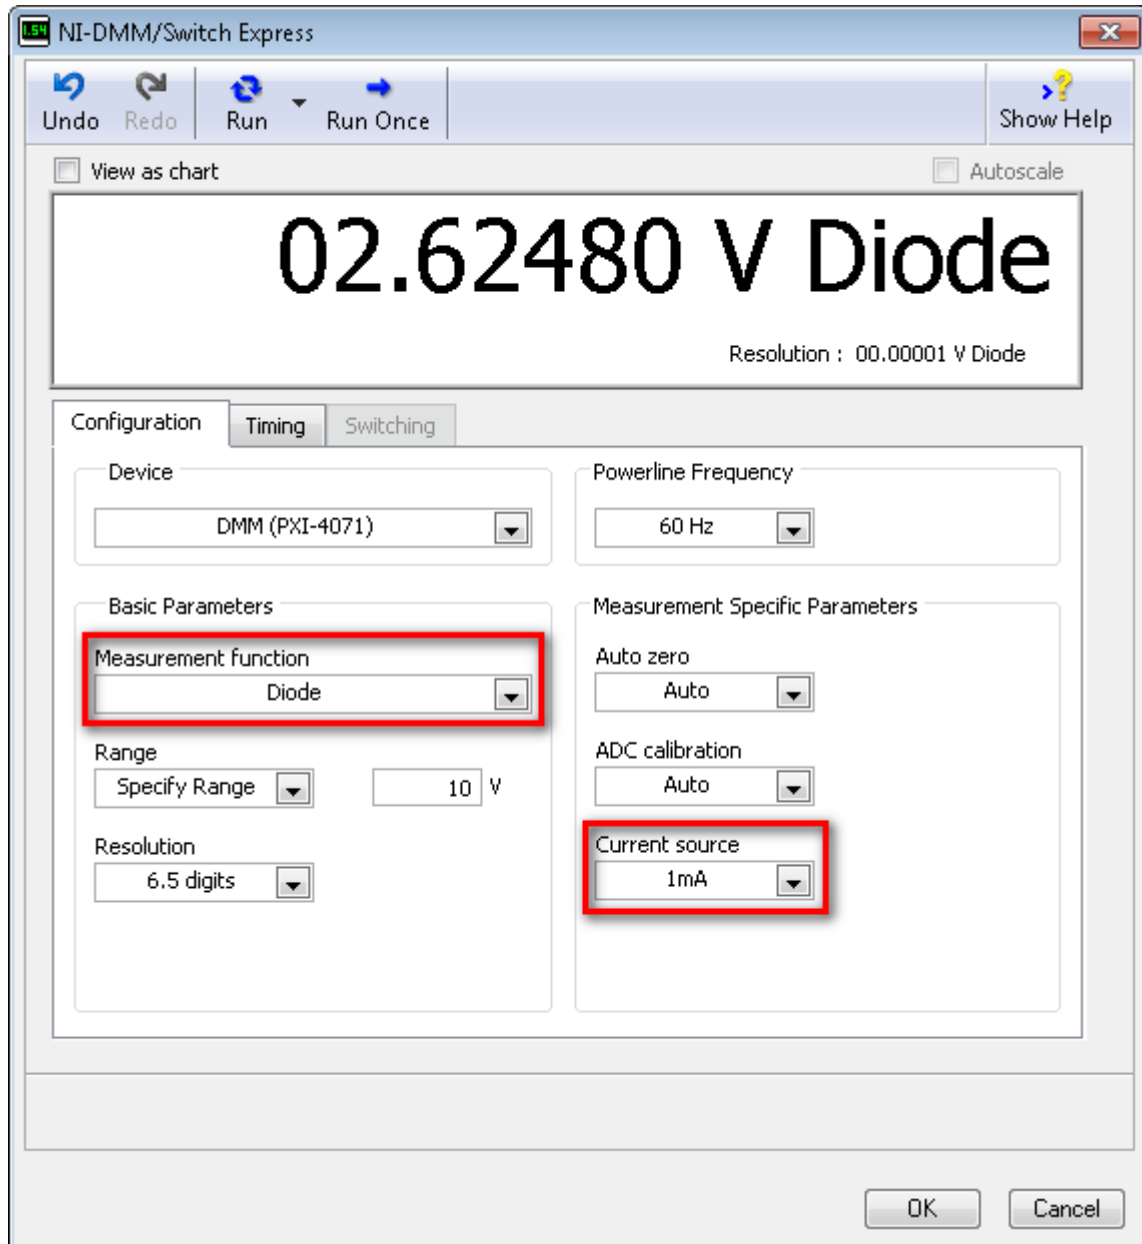 1.54 NI-DMM/Switch Express
Undo Redo Run Run Once Show Help
View as chart Autoscale
02.62480 V Diode
Resolution : 00.00001 V Diode
Configuration Timing Switching
Device
DMM (PXI-4071)
Powerline Frequency
60 Hz
Basic Parameters
Measurement function
Diode
Range
Specify Range 10 V
Resolution
6.5 digits
Measurement Specific Parameters
Auto zero
Auto
ADC calibration
Auto
Current source
1mA
OK Cancel